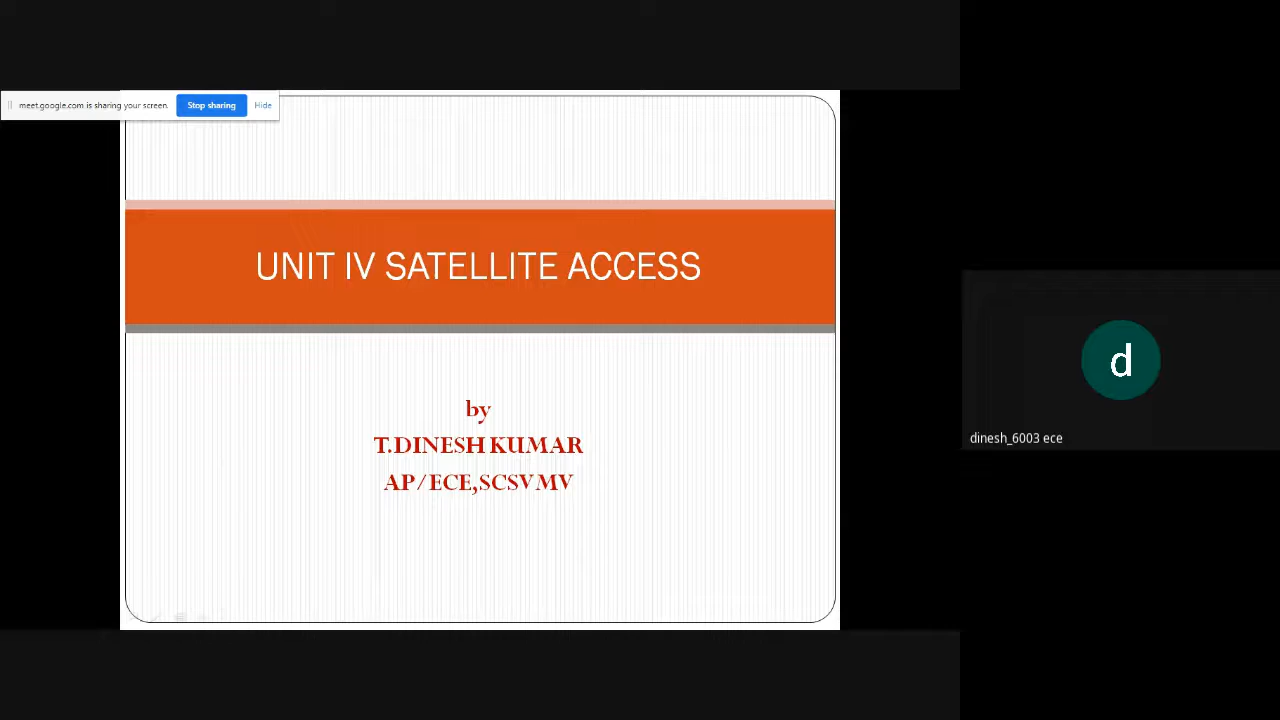 meet.google.com is sharing your screen. Stop sharing Hide
UNIT IV SATELLITE ACCESS
by
T.DINESH KUMAR
AP/ECE,SCSVMV
d
dinesh_6003 ece